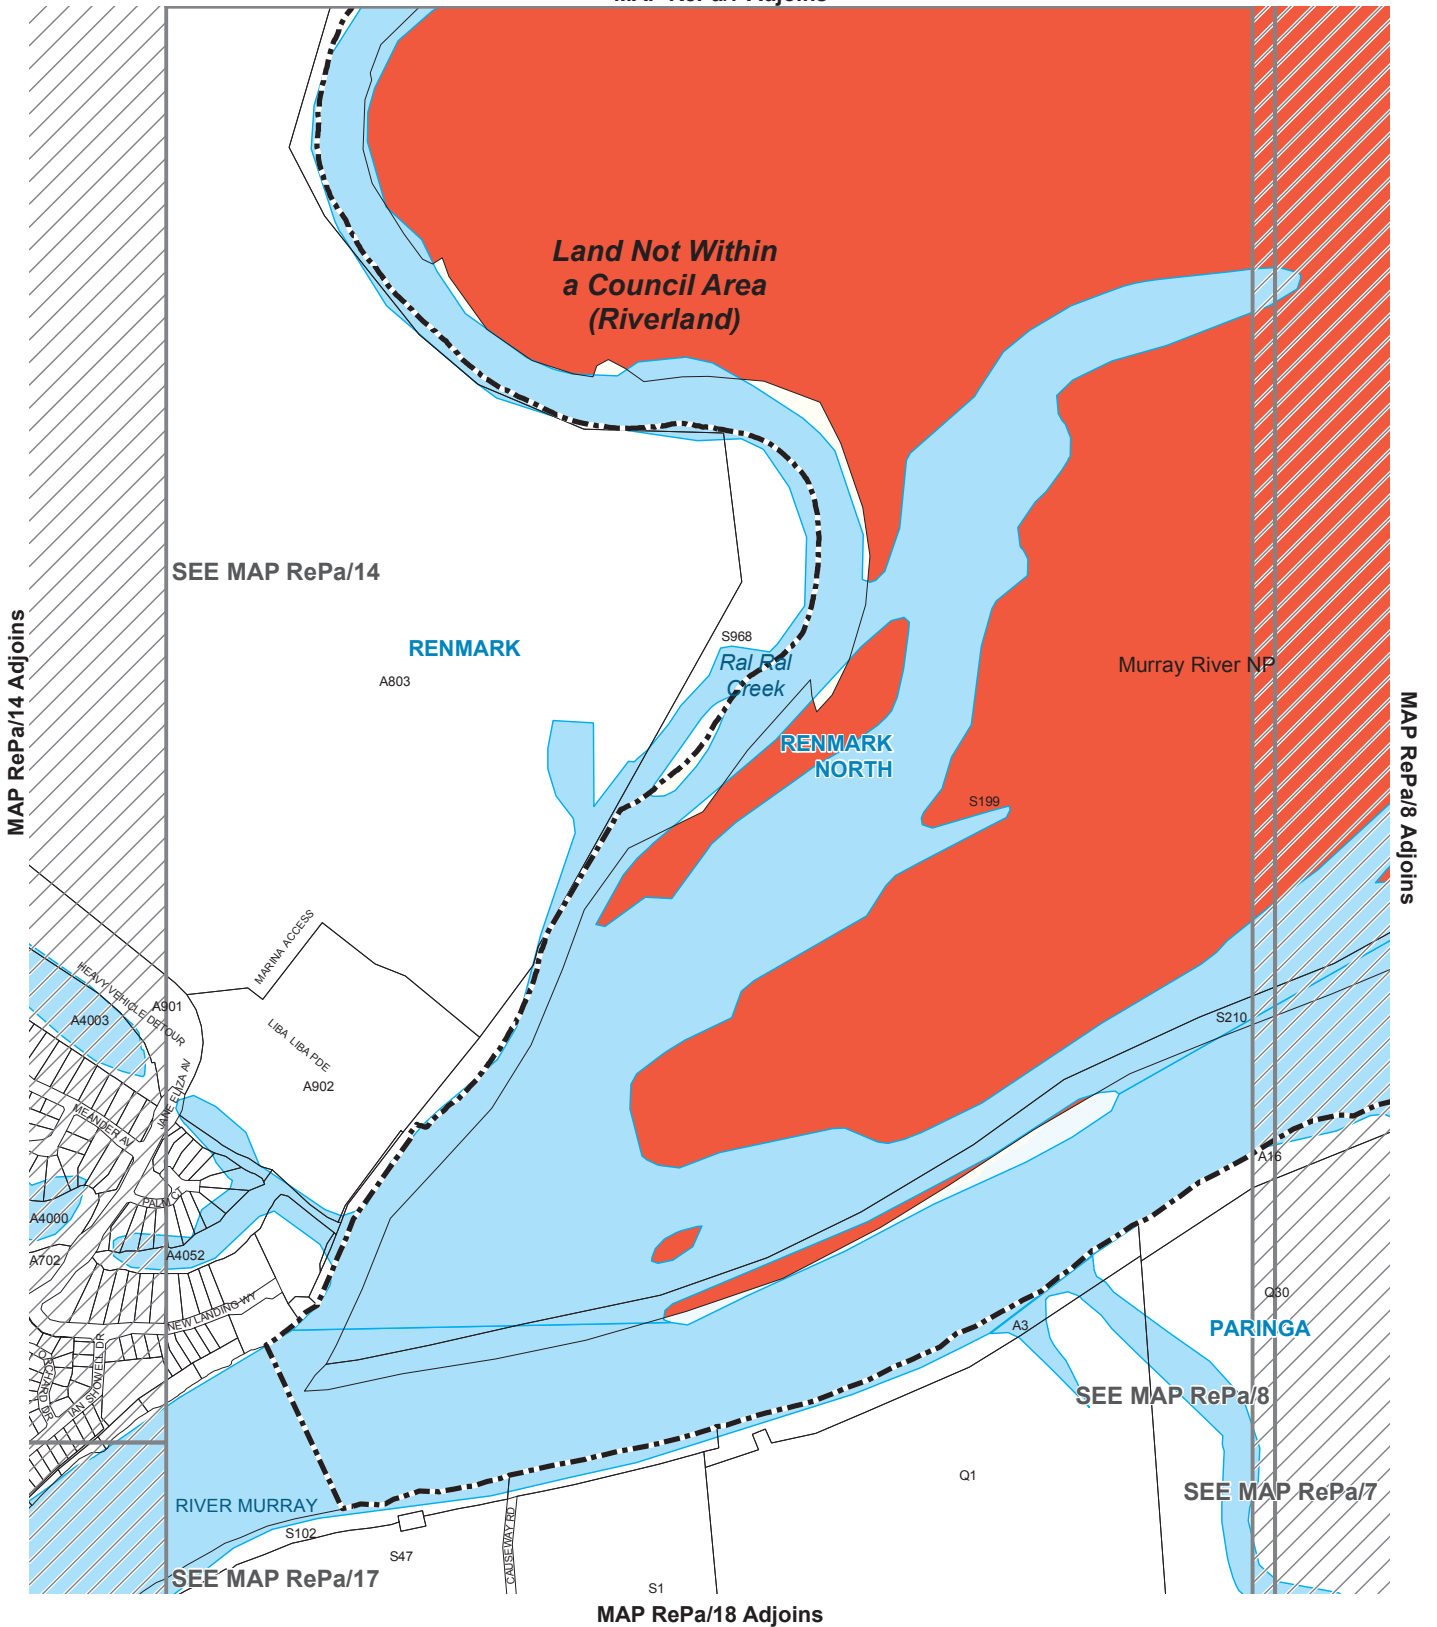 Land Not Within
a Council Area
(Riverland)
SEE MAP RePa/14
MAP RePa/14 Adjoins
RENMARK
A803
S968
Ral Ral
Creek
Murray River NP
MAP RePa/8 Adjoins
RENMARK
NORTH
S199
MARINA ACCESS
HEAVY VEHICLE DETOUR
A901
A4003
LIBA LIBA PDE
A902
S210
JANE ELIZA AV
MEANDER AV
A16
PALM CT
A4000
A4052
A702
Q30
NEW LANDING WY
A3
PARINGA
ORCHARD DR
IAN SHOWELL DR
SEE MAP RePa/8
Q1
SEE MAP RePa/7
RIVER MURRAY
S102
CAUSEWAY RD
S47
SEE MAP RePa/17
S1
MAP RePa/18 Adjoins